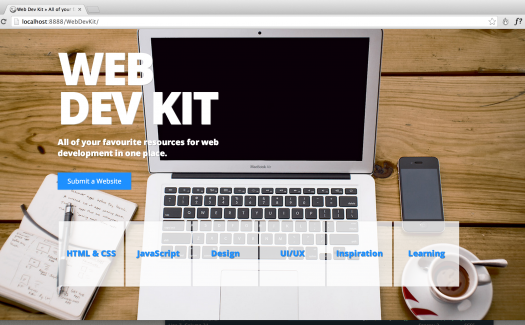 Web Dev Kit • All of your f
localhost:8888/WebDevKit/
WEB
DEV KIT
All of your favourite resources for web
development in one place.
Submit a Website
MacBook Air
HTML & CSS
JavaScript
Design
UI/UX
Inspiration
Learning